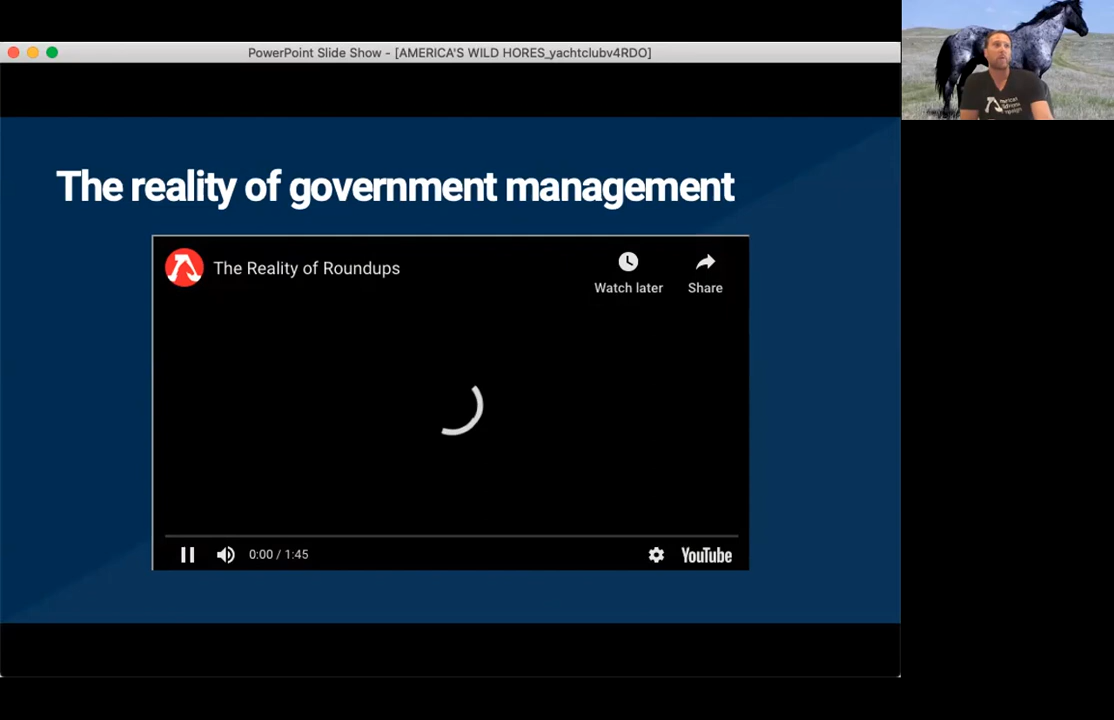 PowerPoint Slide Show - [AMERICA'S WILD HORES_yachtclubv4RDO]
The reality of government management
The Reality of Roundups
Watch later
Share
0:00 / 1:45
YouTube